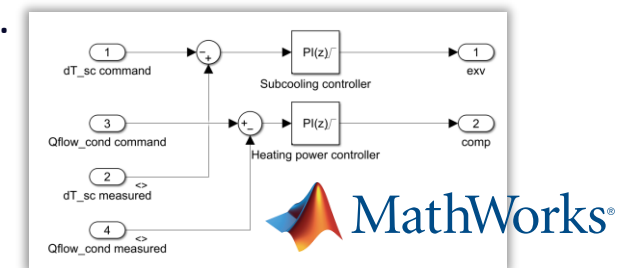 1
dT_sc command
PI(z)
Subcooling controller
1
exv
3
Qflow_cond command
PI(z)
Heating power controller
2
comp
2
<>
dT_sc measured
4
<>
Qflow_cond measured
MathWorks®